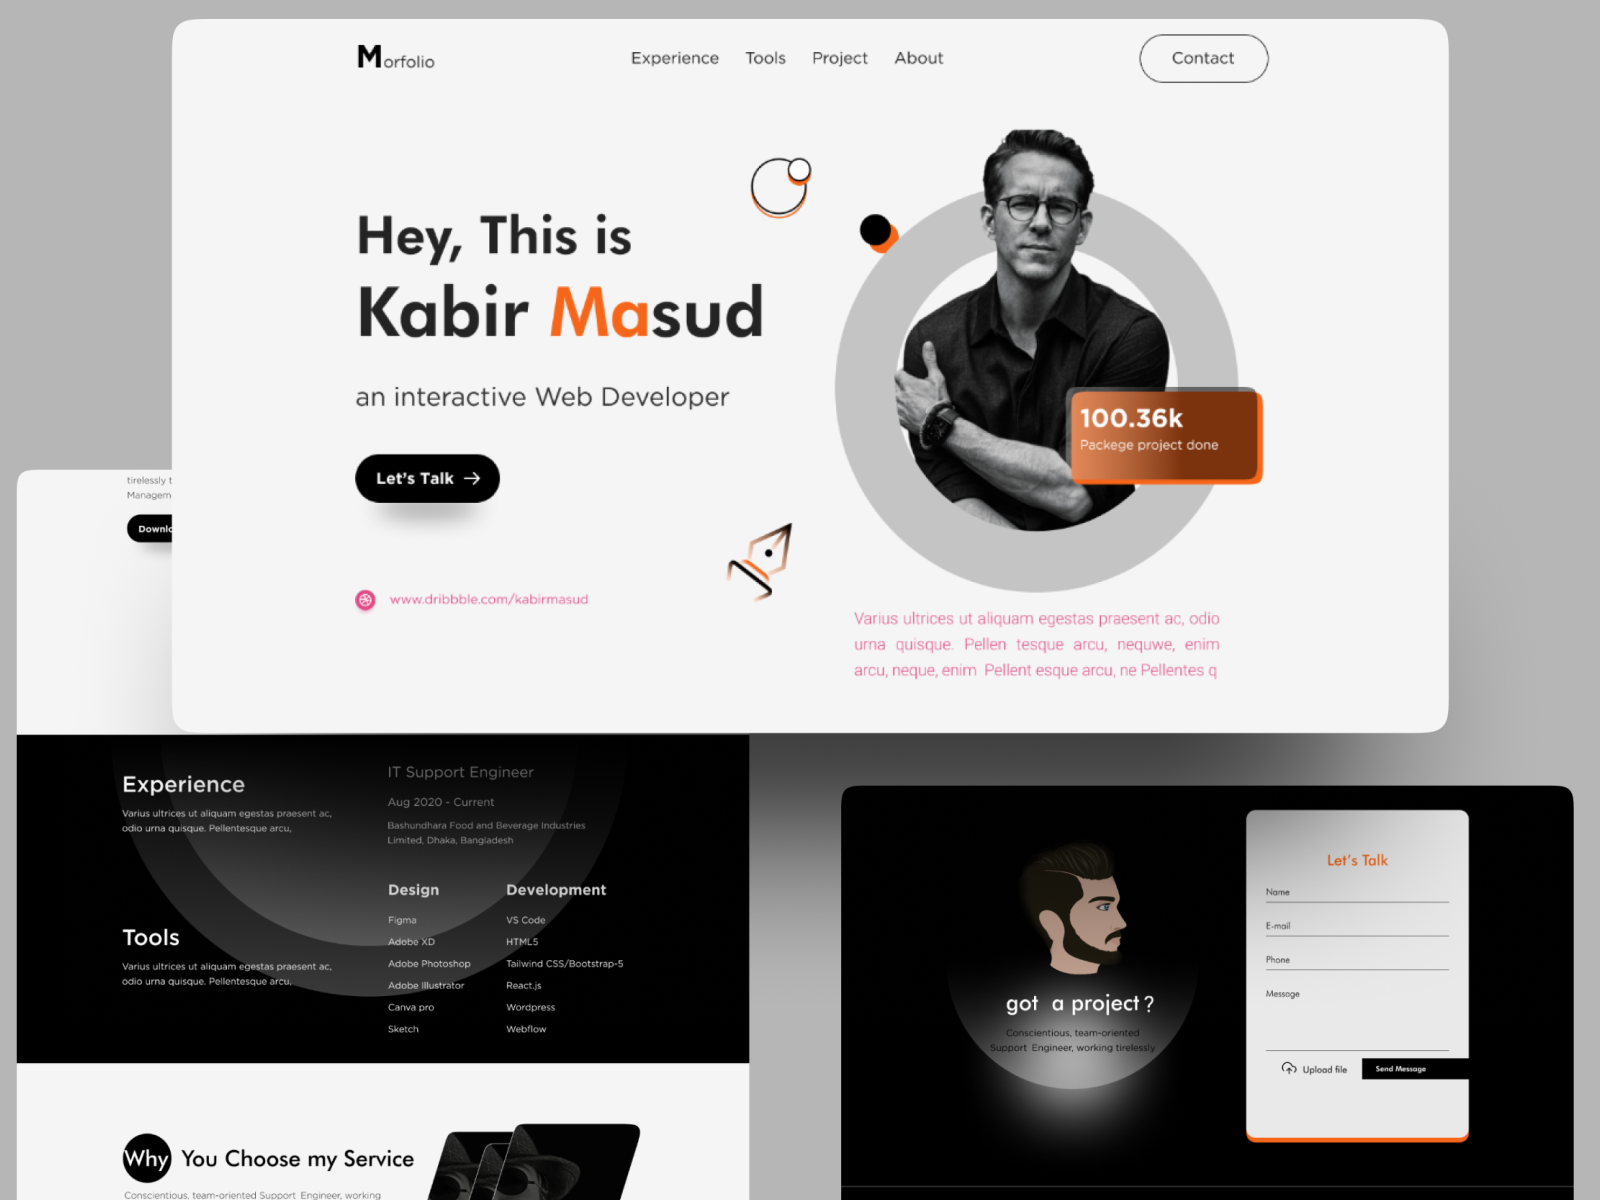 Morfolio
Experience Tools Project About
Contact
Hey, This is
Kabir Masud
an interactive Web Developer
Let's Talk
www.dribbble.com/kabirmasud
100.36k
Packege project done
Varius ultrices ut aliquam egestas praesent ac, odio
urna quisque. Pellen tesque arcu, nequwe, enim
arcu, neque, enim Pellent esque arcu, ne Pellentes q
tirelessly
Experience
Varius ultrices ut aliquam egestas praesent ac,
odio urna quisque. Pellentesque arcu,
IT Support Engineer
Aug 2020 - Current
Bashundhara Food and Beverage Industries
Limited, Dhaka, Bangladesh
Tools
Varius ultrices ut aliquam egestas praesent ac,
odio urna quisque. Pellentesque arcu,
Design
Figma
Adobe XD
Adobe Photoshop
Adobe Illustrator
Canva pro
Sketch
Development
VS Code
HTML5
Tailwind CSS/Bootstrap-5
React.js
Wordpress
Webflow
Why You Choose my Service
Conscientious, team-oriented Support Engineer, working
got a project ?
Conscientious, team-oriented
Support Engineer, working tirelessly
Let's Talk
Name
E-mail
Phone
Message
Upload file
Send Message